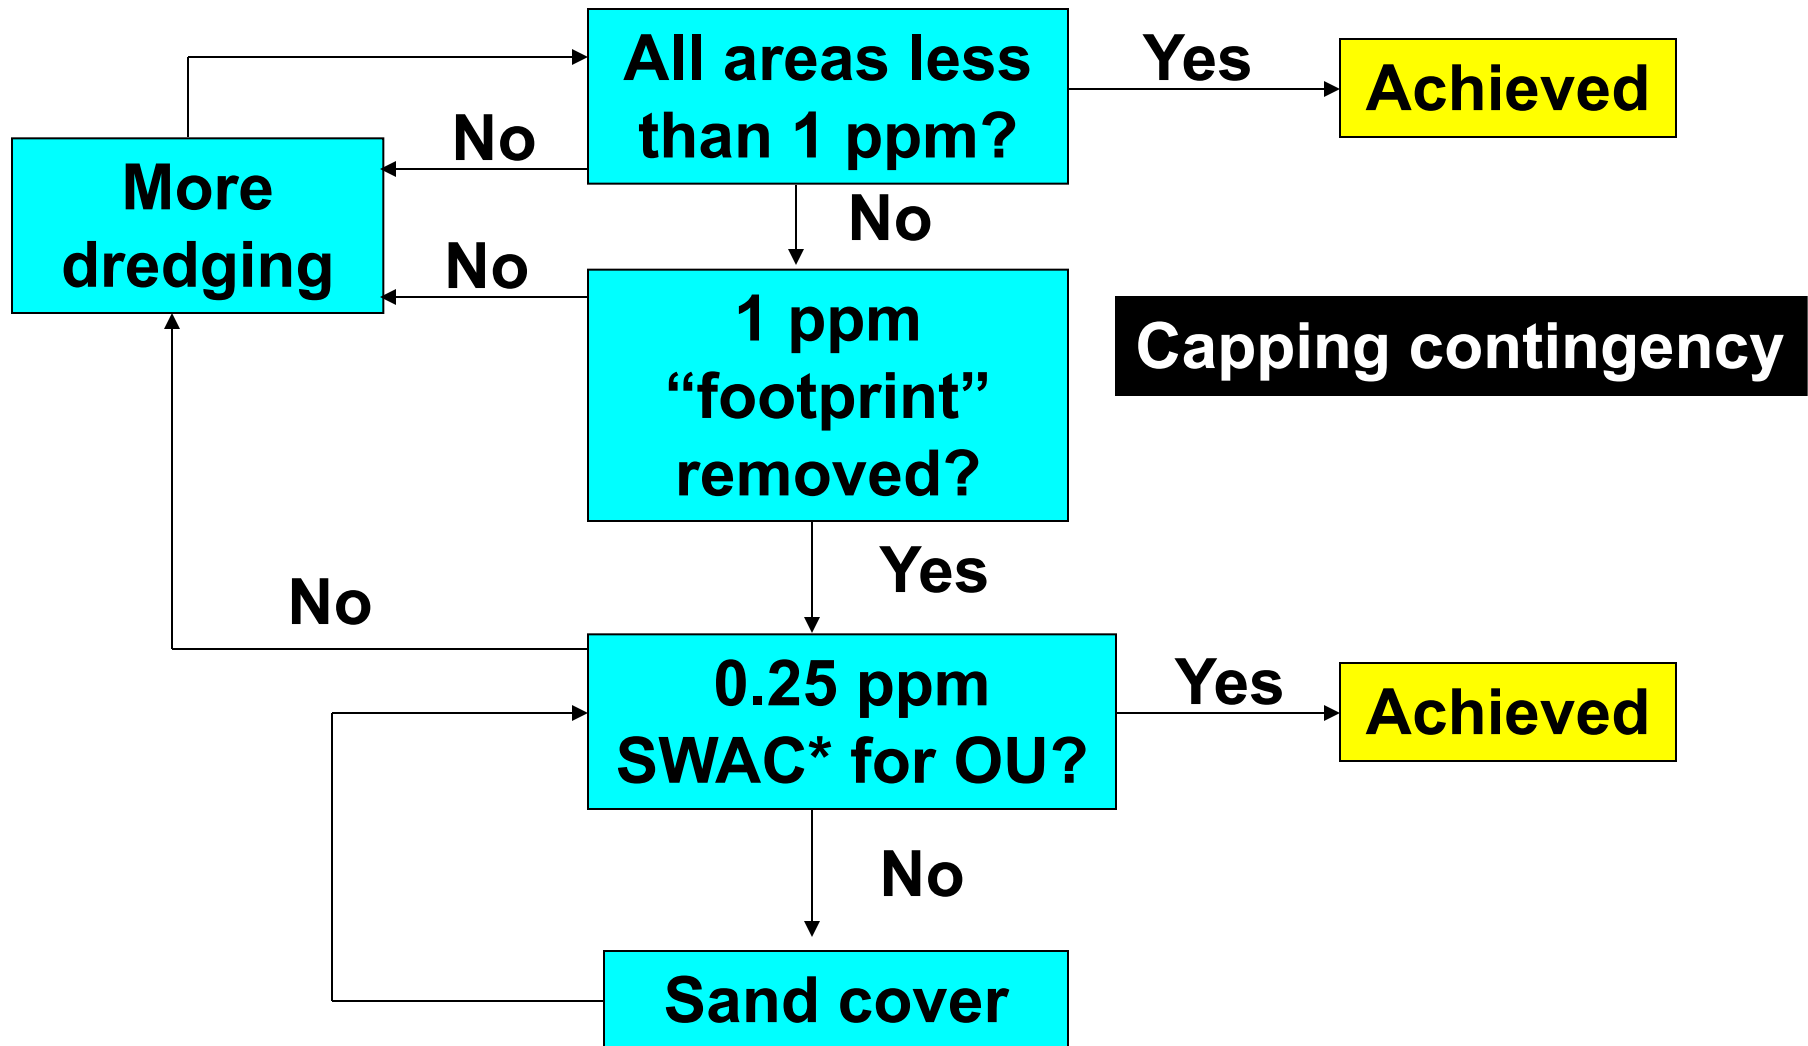 All areas less
than 1 ppm?
Yes
Achieved
No
More
dredging
No
No
1 ppm
“footprint”
removed?
Capping contingency
Yes
No
0.25 ppm
SWAC* for OU?
Yes
Achieved
No
Sand cover